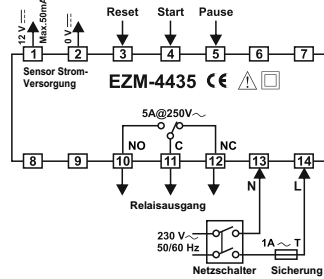 12 V
Max.50mA
0 V
Reset Start Pause
1 2 3 4 5 6 7
Sensor Strom-
Versorgung
EZM-4435 CE
5A@250V~
NO C NC
8 9 10 11 12 13 14
Relaisausgang
N L
230 V~
50/60 Hz
1A ~ T
Netzschalter Sicherung